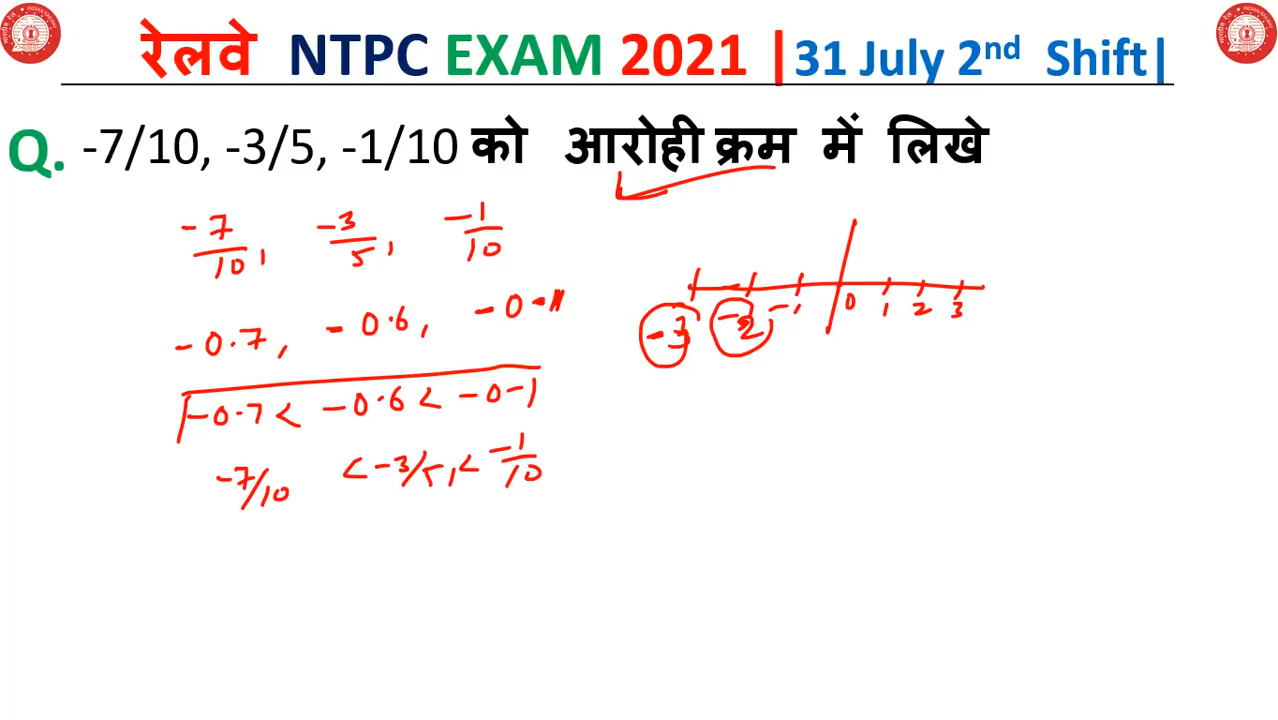 रेलवे NTPC EXAM 2021 |31 July 2nd Shift|
Q. -7/10, -3/5, -1/10 को आरोही क्रम में लिखे
-7/10, -3/5, -1/10
-0.7, -0.6, -0.1
-0.7 < -0.6 < -0.1
-7/10 < -3/5, < -1/10
-3 -2 -1 0 1 2 3